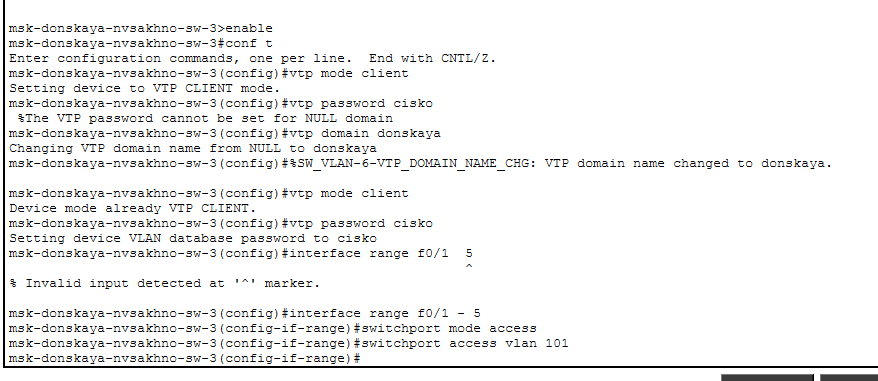 msk-donskaya-nvsakhno-sw-3>enable
msk-donskaya-nvsakhno-sw-3#conf t
Enter configuration commands, one per line.  End with CNTL/Z.
msk-donskaya-nvsakhno-sw-3(config)#vtp mode client
Setting device to VTP CLIENT mode.
msk-donskaya-nvsakhno-sw-3(config)#vtp password cisko
 %The VTP password cannot be set for NULL domain
msk-donskaya-nvsakhno-sw-3(config)#vtp domain donskaya
Changing VTP domain name from NULL to donskaya
msk-donskaya-nvsakhno-sw-3(config)#%SW_VLAN-6-VTP_DOMAIN_NAME_CHG: VTP domain name changed to donskaya.
msk-donskaya-nvsakhno-sw-3(config)#vtp mode client
Device mode already VTP CLIENT.
msk-donskaya-nvsakhno-sw-3(config)#vtp password cisko
Setting device VLAN database password to cisko
msk-donskaya-nvsakhno-sw-3(config)#interface range f0/1  5
^
% Invalid input detected at '^' marker.
msk-donskaya-nvsakhno-sw-3(config)#interface range f0/1 - 5
msk-donskaya-nvsakhno-sw-3(config-if-range)#switchport mode access
msk-donskaya-nvsakhno-sw-3(config-if-range)#switchport access vlan 101
msk-donskaya-nvsakhno-sw-3(config-if-range)#